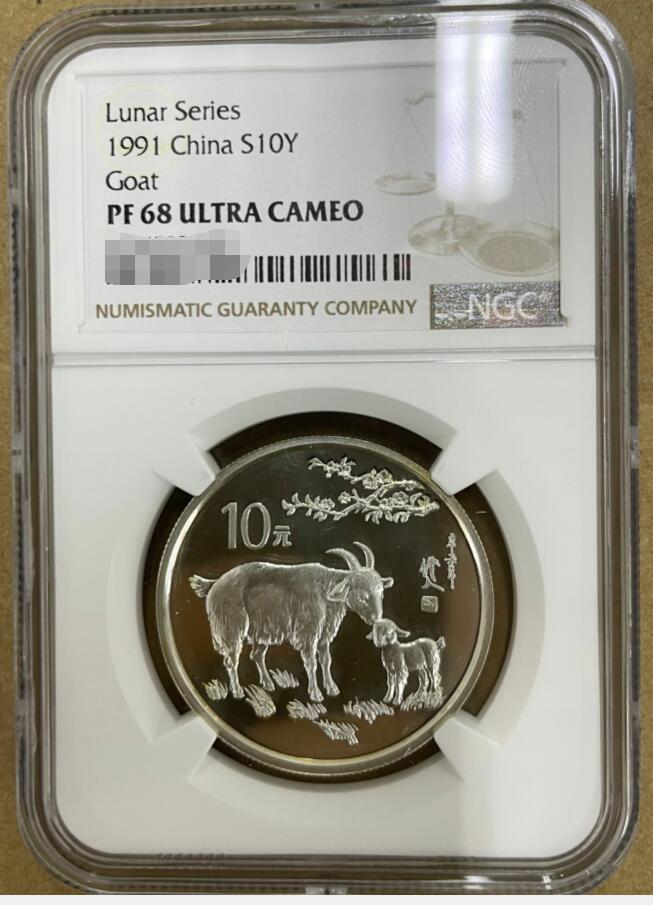 Lunar Series
1991 China S10Y
Goat
PF 68 ULTRA CAMEO
NUMISMATIC GUARANTY COMPANY
NGC
10元